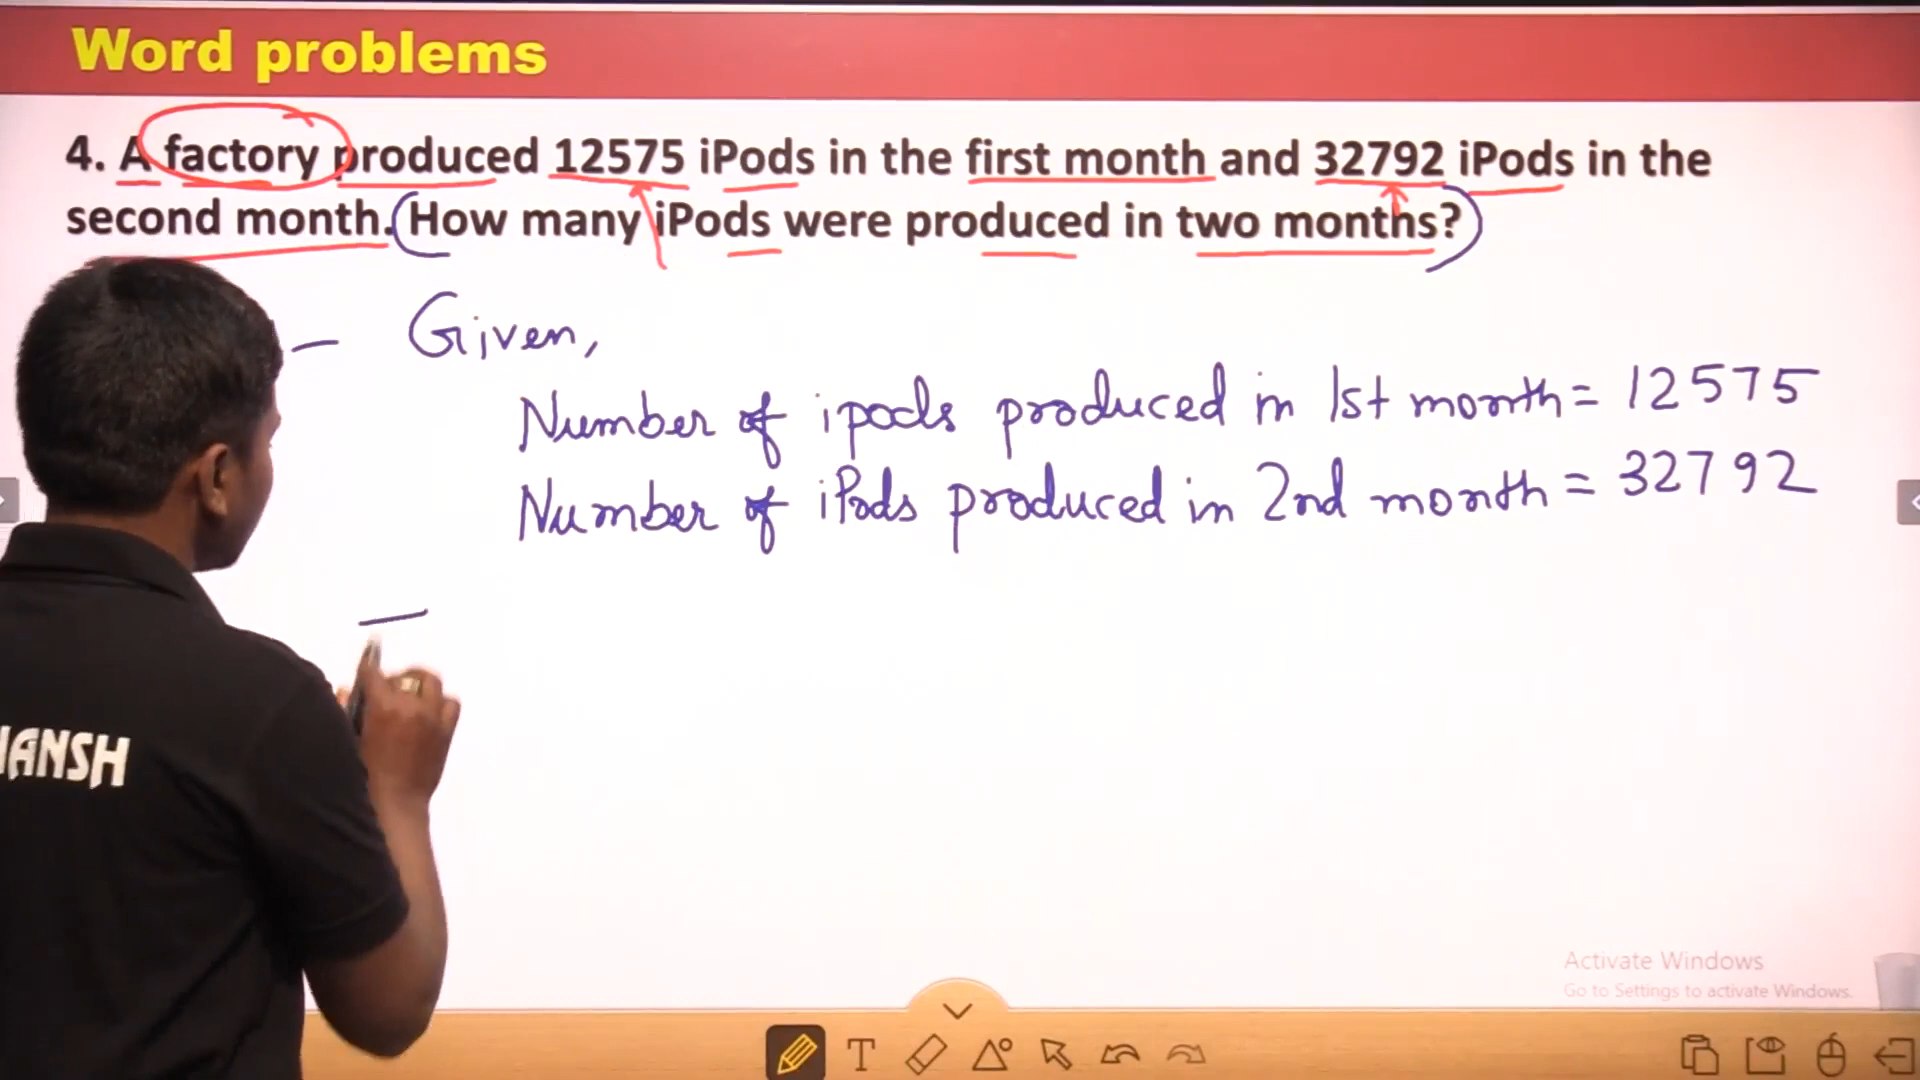 Word problems
4. A factory produced 12575 iPods in the first month and 32792 iPods in the
second month. How many iPods were produced in two months?
Given,
Number of ipods produced in 1st month = 12575
Number of iPods produced in 2nd month = 32792
Activate Windows
Go to Settings to activate Windows.
T